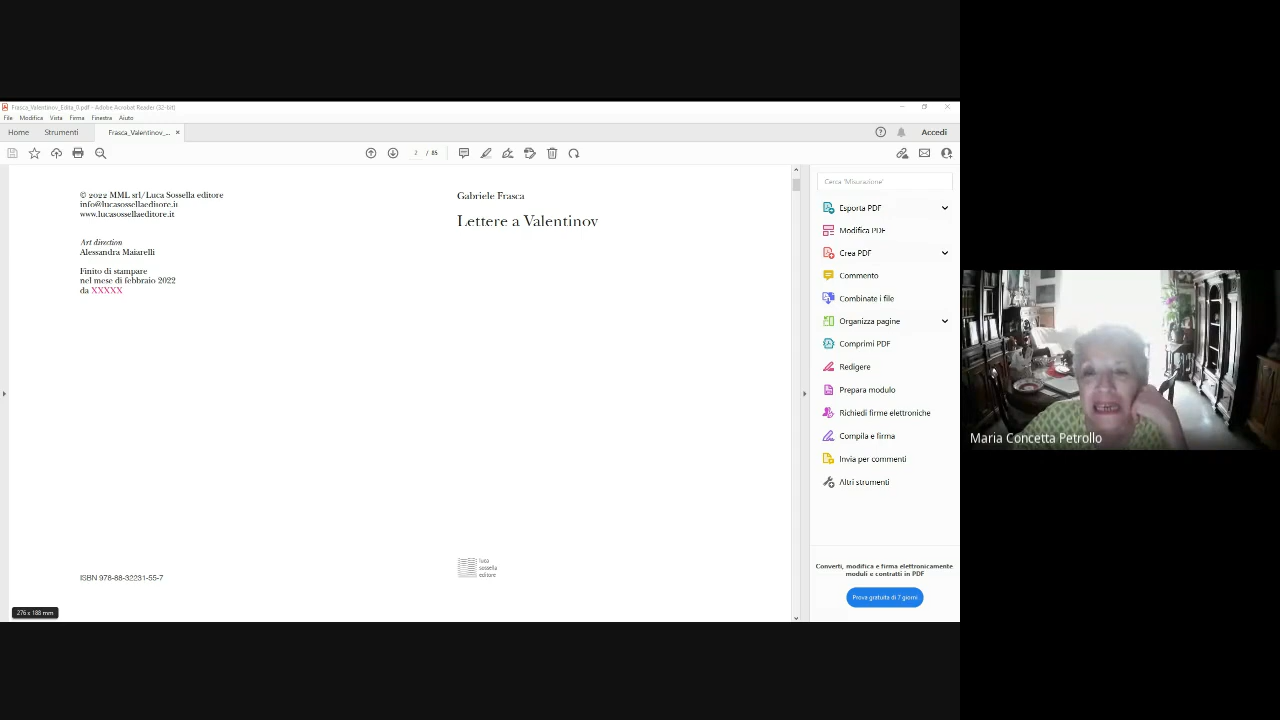 Frasca_Valentinov_Edita_0.pdf - Adobe Acrobat Reader (32-bit)
File Modifica Vista Firma Finestra Aiuto
Home Strumenti Frasca_Valentinov_... × Accedi
2 / 85
© 2022 MML srl/Luca Sossella editore
info@lucasossellaeditore.it
www.lucasossellaeditore.it
Art direction
Alessandra Maiarelli
Finito di stampare
nel mese di febbraio 2022
da XXXXX
ISBN 978-88-32231-55-7
276 x 188 mm
Gabriele Frasca
Lettere a Valentinov
luca
sossella
editore
Cerca 'Misurazione'
Esporta PDF
Modifica PDF
Crea PDF
Commento
Combinate i file
Organizza pagine
Comprimi PDF
Redigere
Prepara modulo
Richiedi firme elettroniche
Compila e firma
Invia per commenti
Altri strumenti
Converti, modifica e firma elettronicamente
moduli e contratti in PDF
Prova gratuita di 7 giorni
Maria Concetta Petrollo